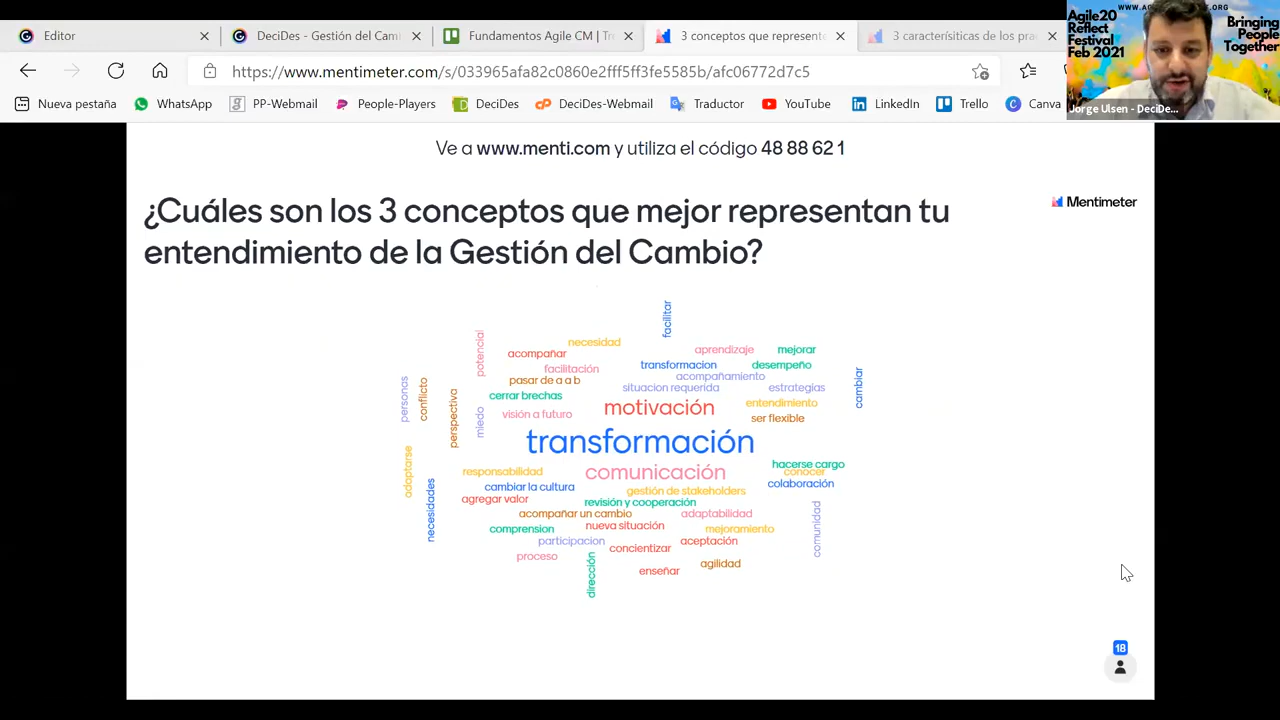 Editor
DeciDes - Gestión del Cam
Fundamentos Agile CM | Tr
3 conceptos que represent
3 caracterísiticas de los pra
https://www.mentimeter.com/s/033965afa82c0860e2fff5ff3fe5585b/afc06772d7c5
Nueva pestaña
WhatsApp
PP-Webmail
People-Players
DeciDes
DeciDes-Webmail
Traductor
YouTube
LinkedIn
Trello
Canva
Agile20
Reflect
Festival
Feb 2021
Bringing
People
Together
Jorge Ulsen - DeciDe...
Ve a www.menti.com y utiliza el código 48 88 62 1
Mentimeter
¿Cuáles son los 3 conceptos que mejor representan tu
entendimiento de la Gestión del Cambio?
facilitar
necesidad
potencial
acompañar
aprendizaje
mejorar
facilitación
transformacion
desempeño
pasar de a a b
acompañamiento
personas
conflicto
situacion requerida
estrategias
cambiar
cerrar brechas
perspectiva
miedo
visión a futuro
motivación
entendimiento
ser flexible
transformación
adaptarse
responsabilidad
comunicación
hacerse cargo
conocer
necesidades
cambiar la cultura
gestión de stakeholders
colaboración
agregar valor
revisión y cooperación
acompañar un cambio
adaptabilidad
comunidad
comprension
nueva situación
mejoramiento
participacion
concientizar
aceptación
proceso
dirección
enseñar
agilidad
18